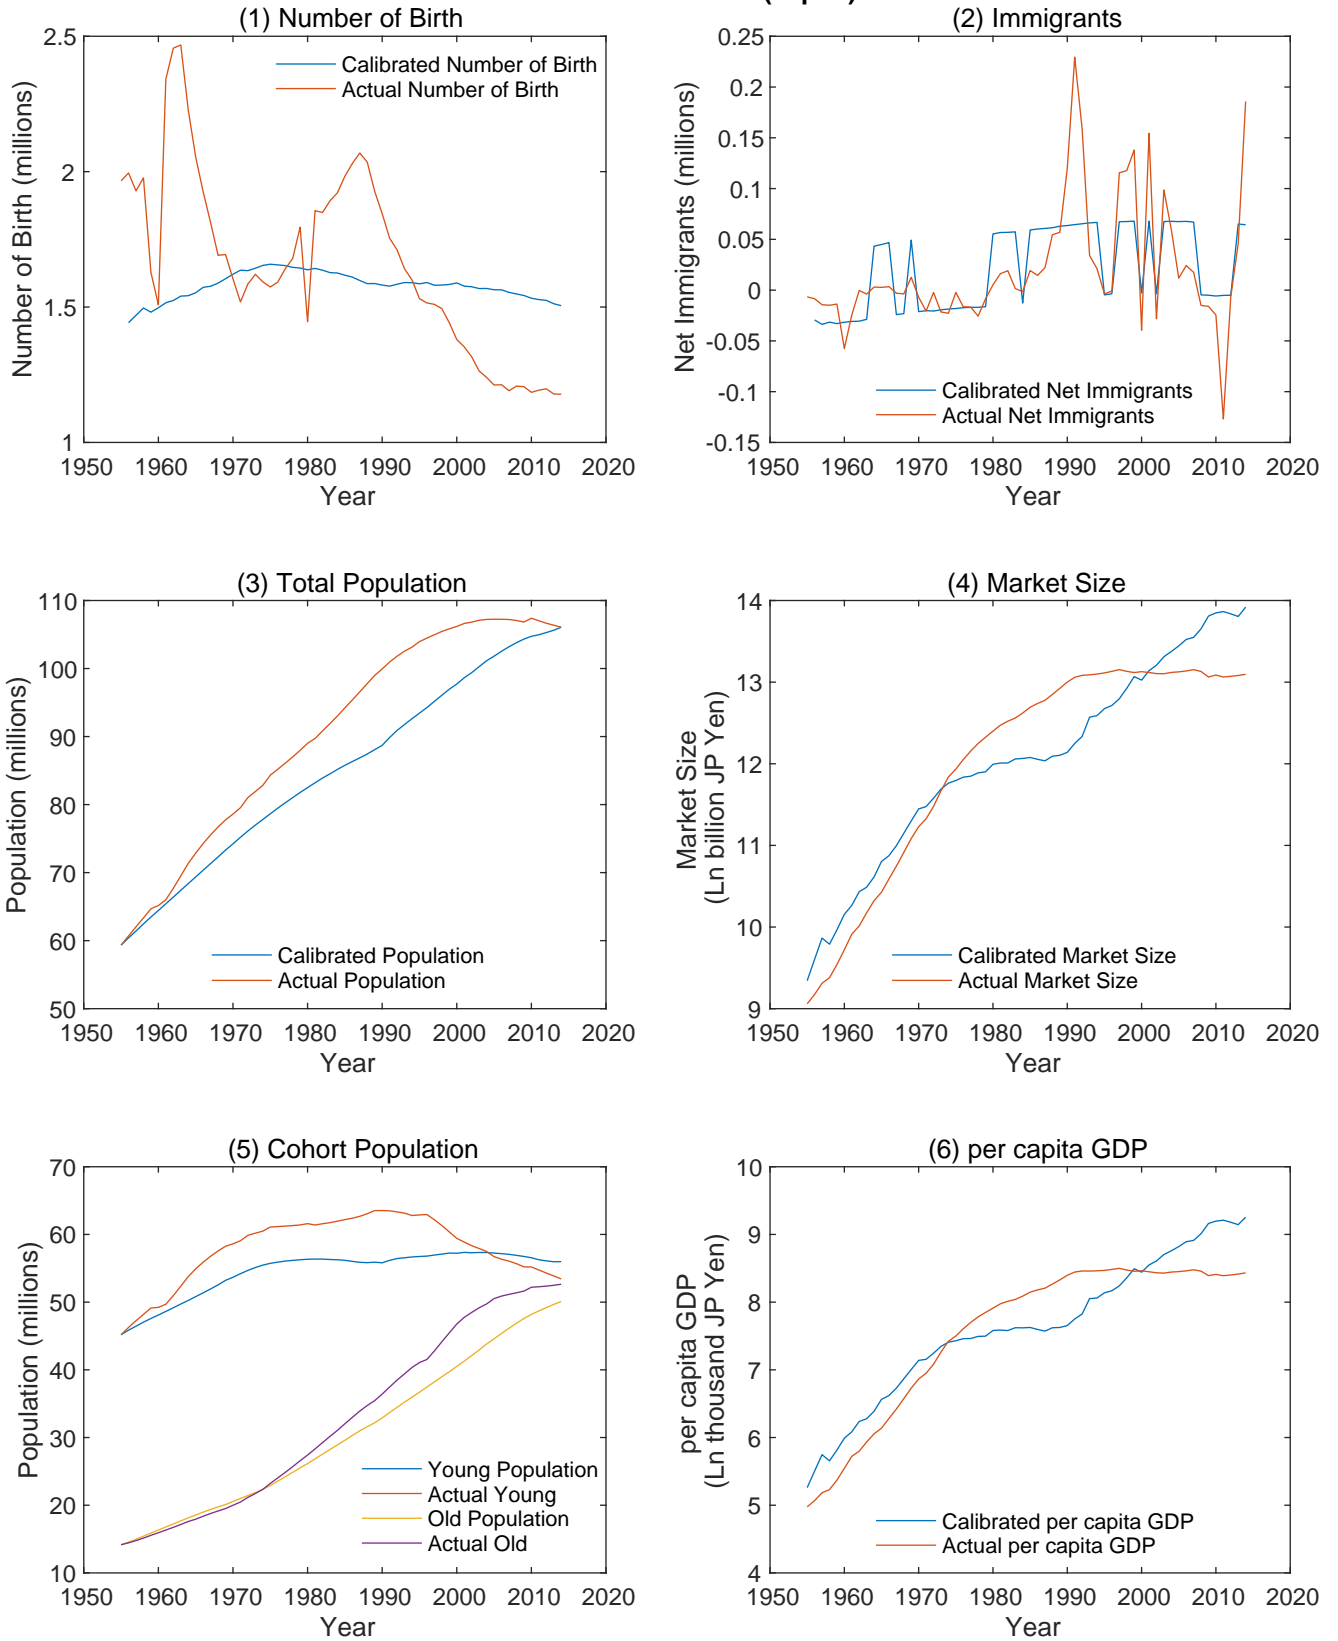 (1) Number of Birth
2.5
2
1.5
1
Number of Birth (millions)
Calibrated Number of Birth
Actual Number of Birth
1950 1960 1970 1980 1990 2000 2010 2020
Year
(2) Immigrants
0.25
0.2
0.15
0.1
0.05
0
-0.05
-0.1
-0.15
Net Immigrants (millions)
Calibrated Net Immigrants
Actual Net Immigrants
1950 1960 1970 1980 1990 2000 2010 2020
Year
(3) Total Population
110
100
90
80
70
60
50
Population (millions)
Calibrated Population
Actual Population
1950 1960 1970 1980 1990 2000 2010 2020
Year
(4) Market Size
14
13
12
11
10
9
Market Size
(Ln billion JP Yen)
Calibrated Market Size
Actual Market Size
1950 1960 1970 1980 1990 2000 2010 2020
Year
(5) Cohort Population
70
60
50
40
30
20
10
Population (millions)
Young Population
Actual Young
Old Population
Actual Old
1950 1960 1970 1980 1990 2000 2010 2020
Year
(6) per capita GDP
10
9
8
7
6
5
4
per capita GDP
(Ln thousand JP Yen)
Calibrated per capita GDP
Actual per capita GDP
1950 1960 1970 1980 1990 2000 2010 2020
Year